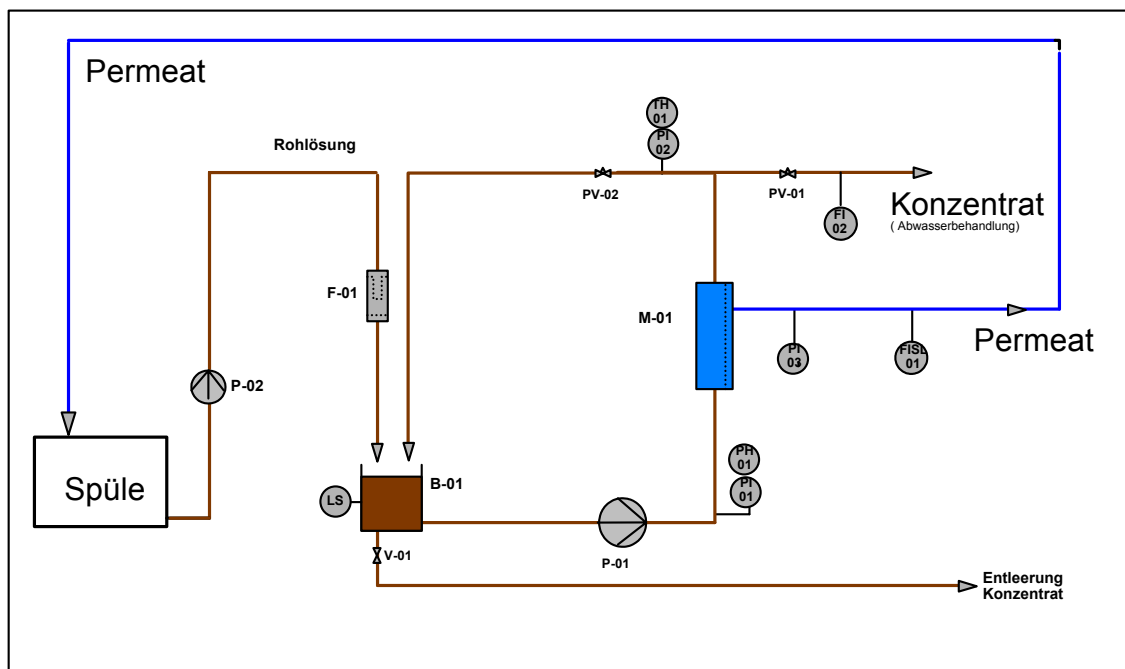 Permeat
TH
01
PI
02
Rohlösung
PV-02
PV-01
Konzentrat
( Abwasserbehandlung)
FI
02
F-01
M-01
Permeat
PI
03
FISL
01
P-02
Spüle
LS
B-01
PH
01
PI
01
V-01
P-01
Entleerung
Konzentrat